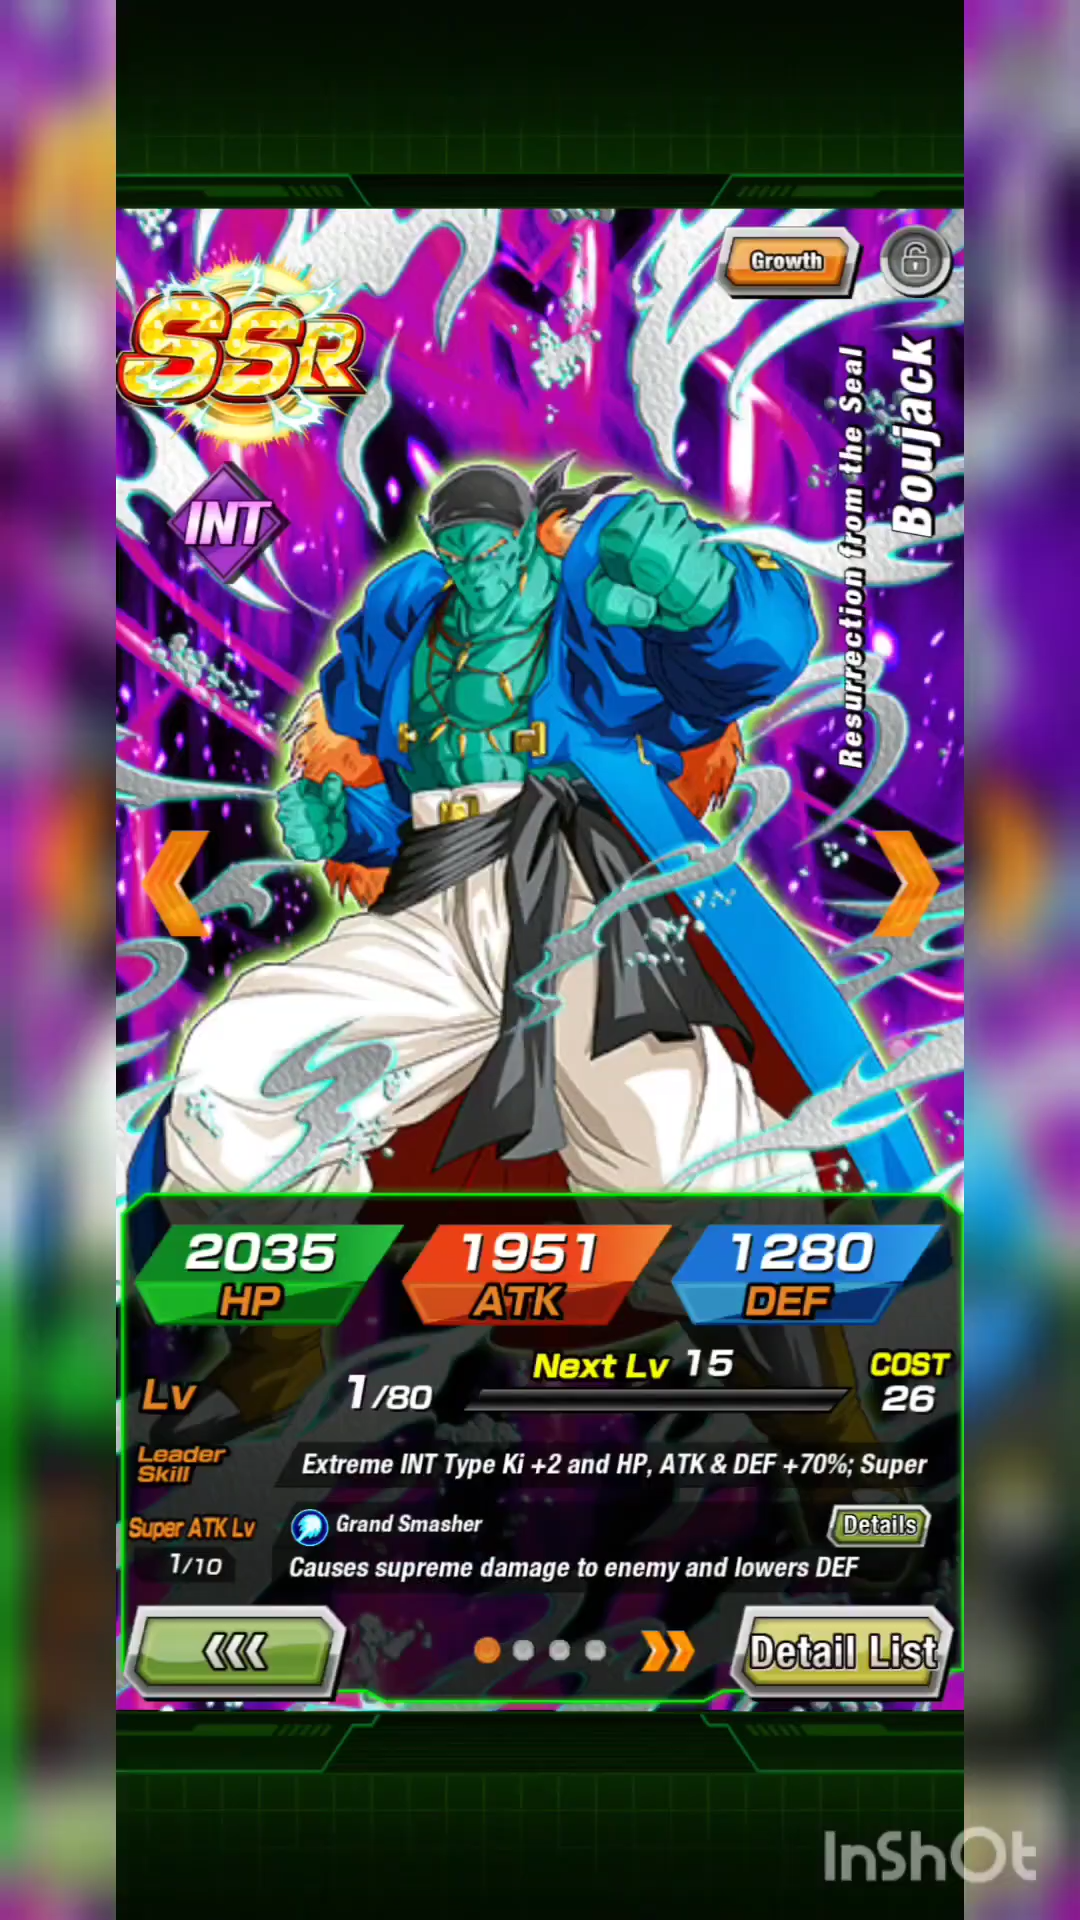 Growth
SSR
INT
Boujack
Resurrection from the Seal
2035
HP
1951
ATK
1280
DEF
Next Lv 15
COST
26
Lv
1/80
Leader
Skill
Extreme INT Type Ki +2 and HP, ATK & DEF +70%; Super
Super ATK Lv
1/10
Grand Smasher
Details
Causes supreme damage to enemy and lowers DEF
Detail List
InShOt